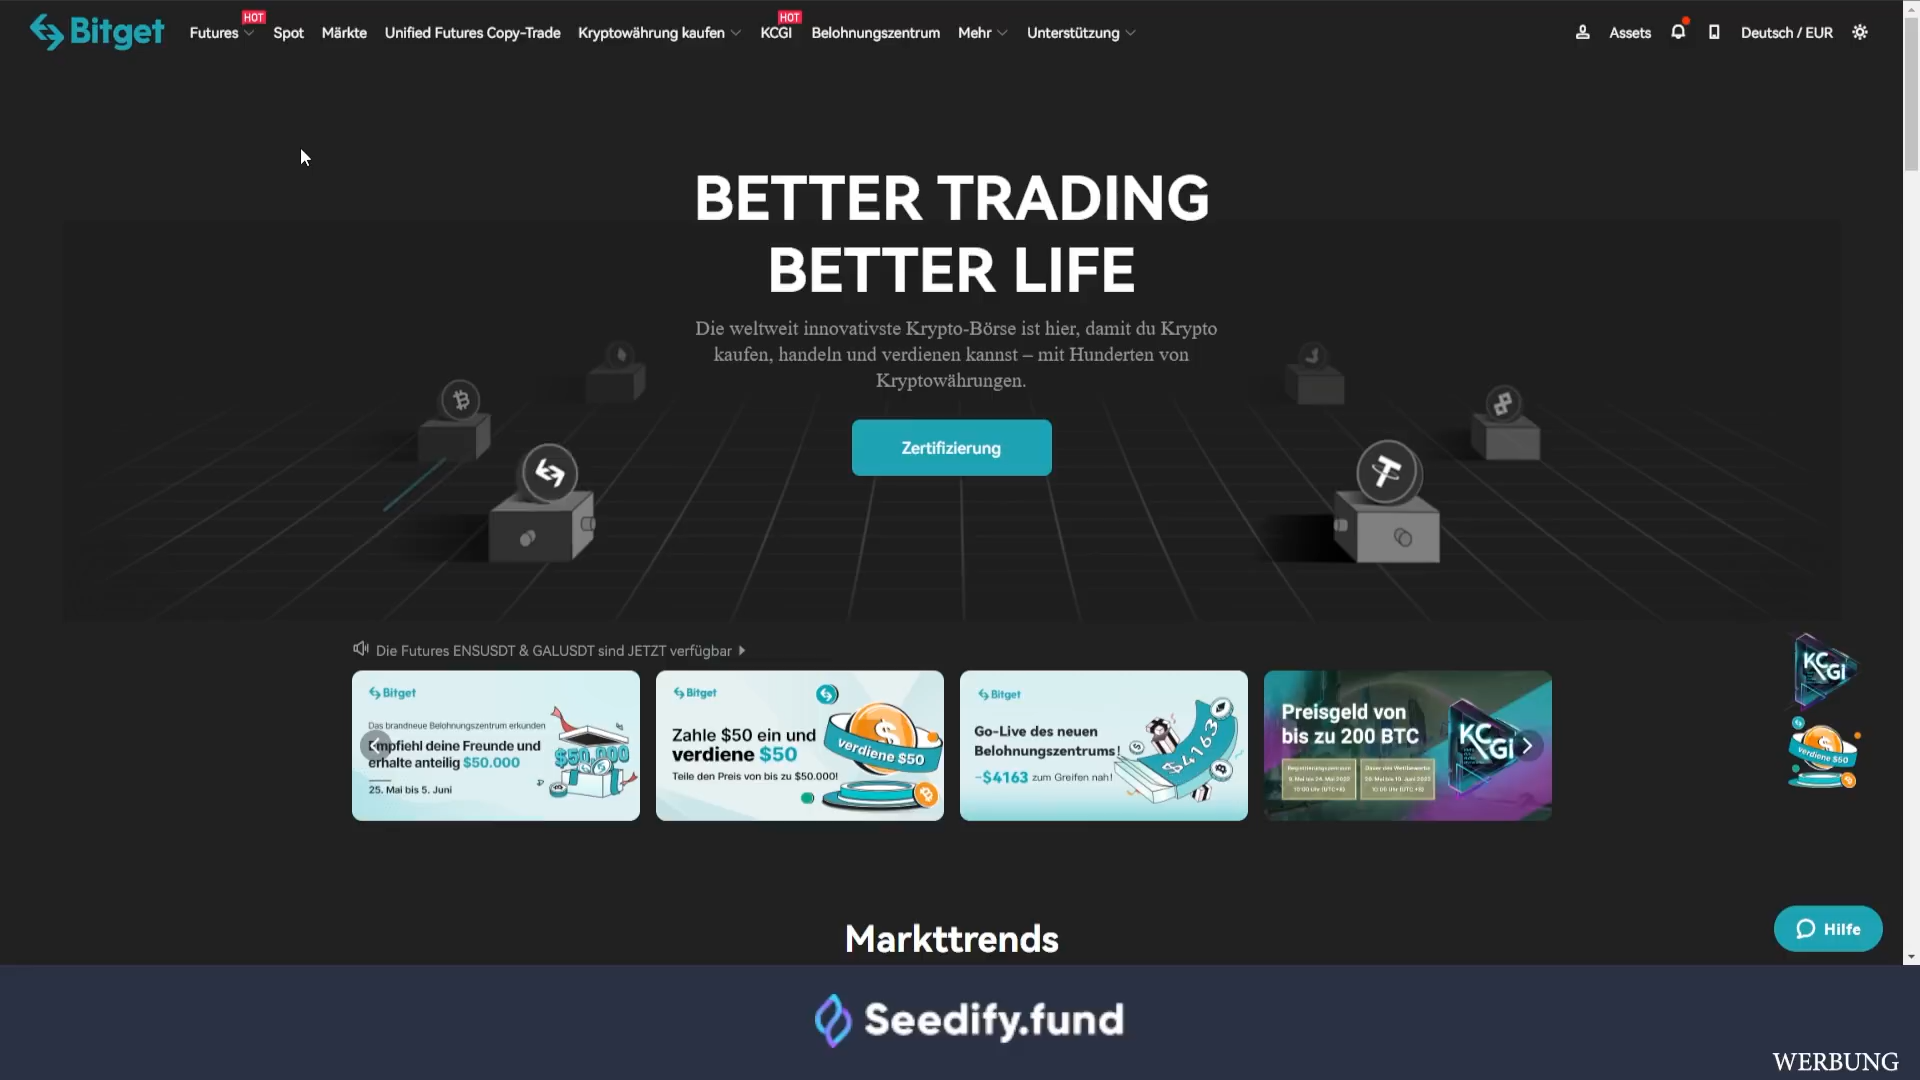 Bitget
Futures
HOT
Spot
Märkte
Unified Futures Copy-Trade
Kryptowährung kaufen
KCGI
HOT
Belohnungszentrum
Mehr
Unterstützung
Assets
Deutsch / EUR
BETTER TRADING
BETTER LIFE
Die weltweit innovativste Krypto-Börse ist hier, damit du Krypto
kaufen, handeln und verdienen kannst – mit Hunderten von
Kryptowährungen.
Zertifizierung
Die Futures ENSUSDT & GALUSDT sind JETZT verfügbar
Bitget
Das brandneue Belohnungszentrum erkunden
Empfiehl deine Freunde und
erhalte anteilig $50.000
25. Mai bis 5. Juni
$50,000
Bitget
Zahle $50 ein und
verdiene $50
Teile den Preis von bis zu $50.000!
verdiene $50
Bitget
Go-Live des neuen
Belohnungszentrums!
~$4163 zum Greifen nah!
$4163
Preisgeld von
bis zu 200 BTC
KCGI
KCGI
verdiene $50
Markttrends
Hilfe
Seedify.fund
WERBUNG